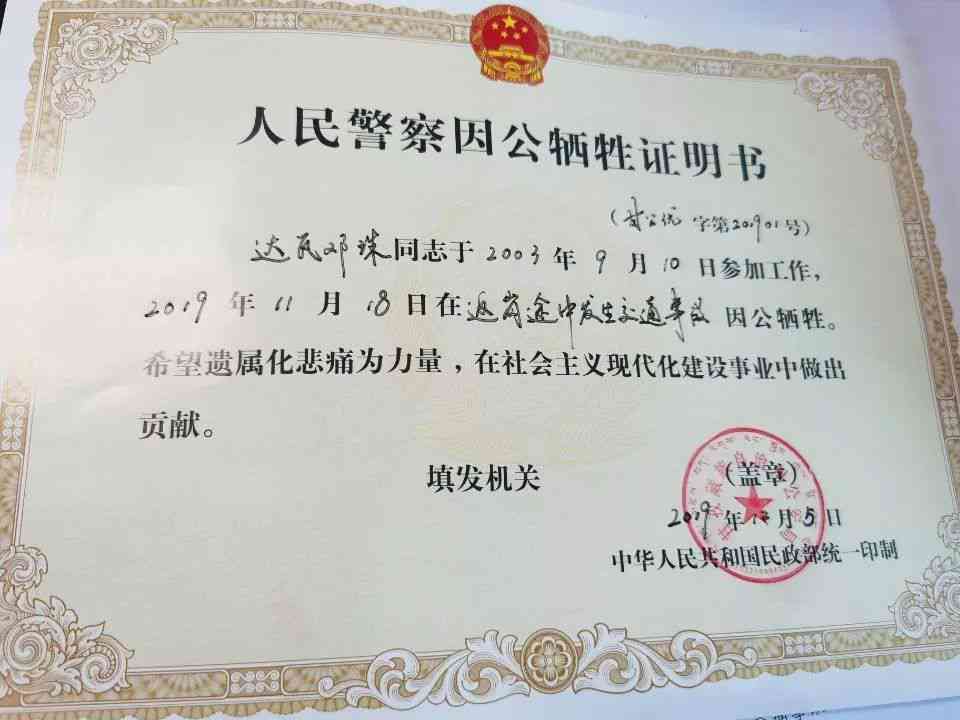 人民警察因公牺牲证明书
(甘公优 字第201901号)
达瓦邓珠同志于2003年9月10日参加工作,
2019年11月18日在返岗途中发生交通事故因公牺牲。
希望遗属化悲痛为力量,在社会主义现代化建设事业中做出
贡献。
填发机关 (盖章)
2019年12月5日
中华人民共和国民政部统一印制